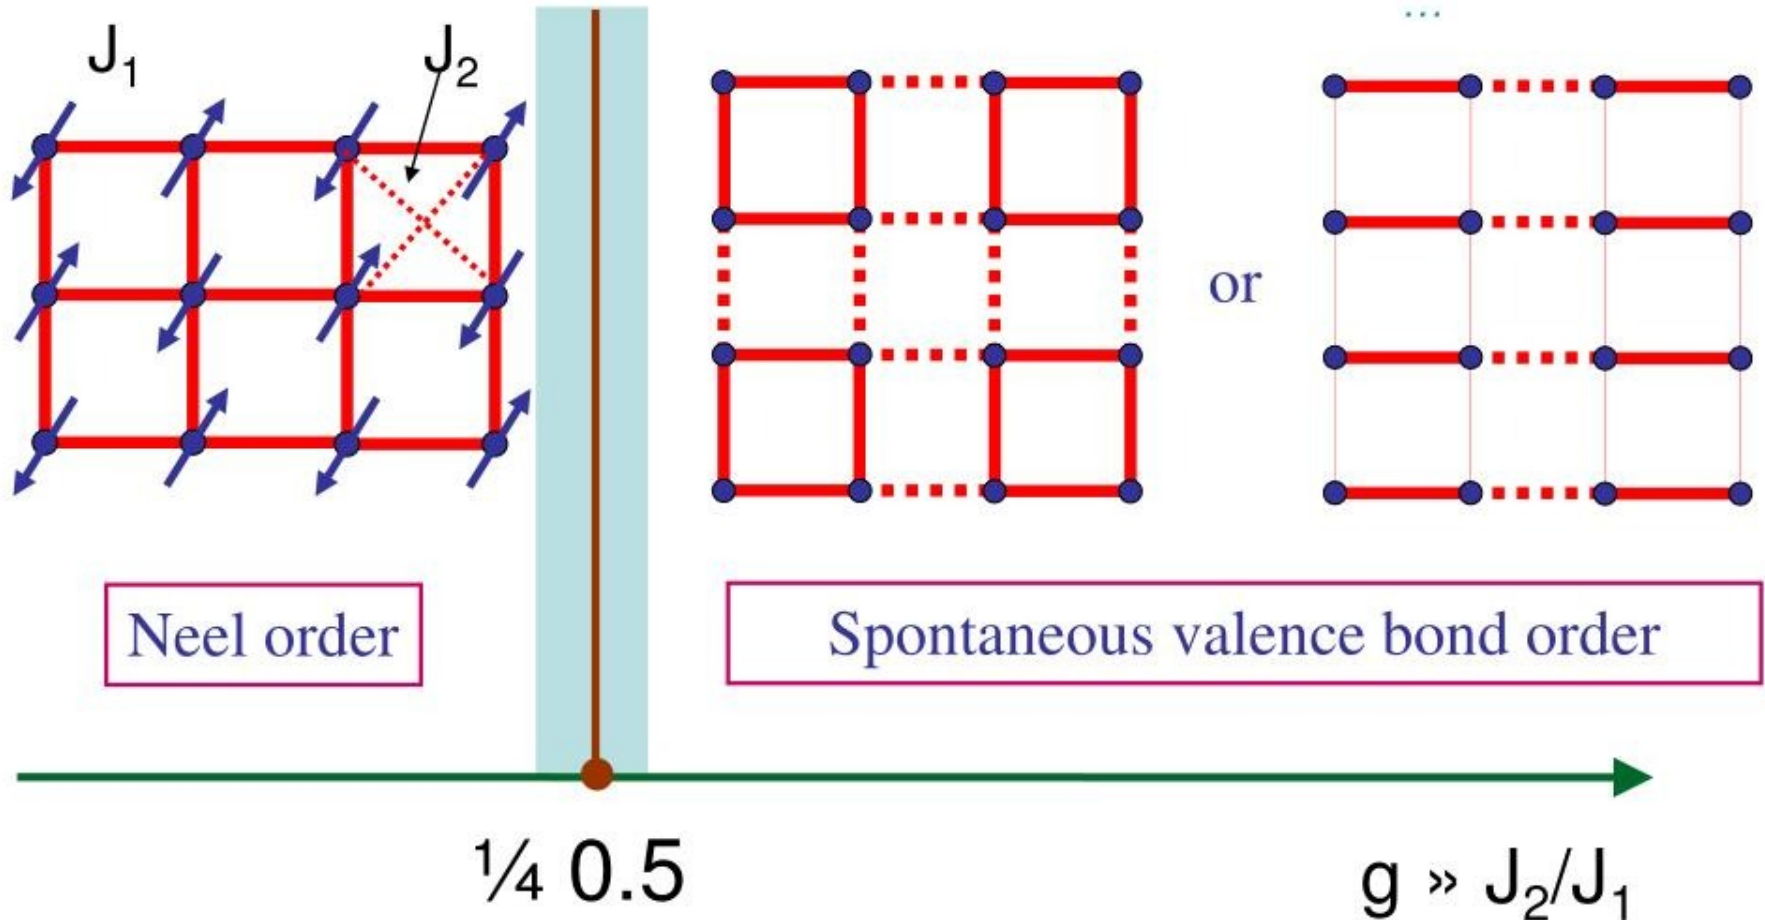 ...
J₁ J₂
or
Neel order
Spontaneous valence bond order
¼ 0.5
g » J₂/J₁